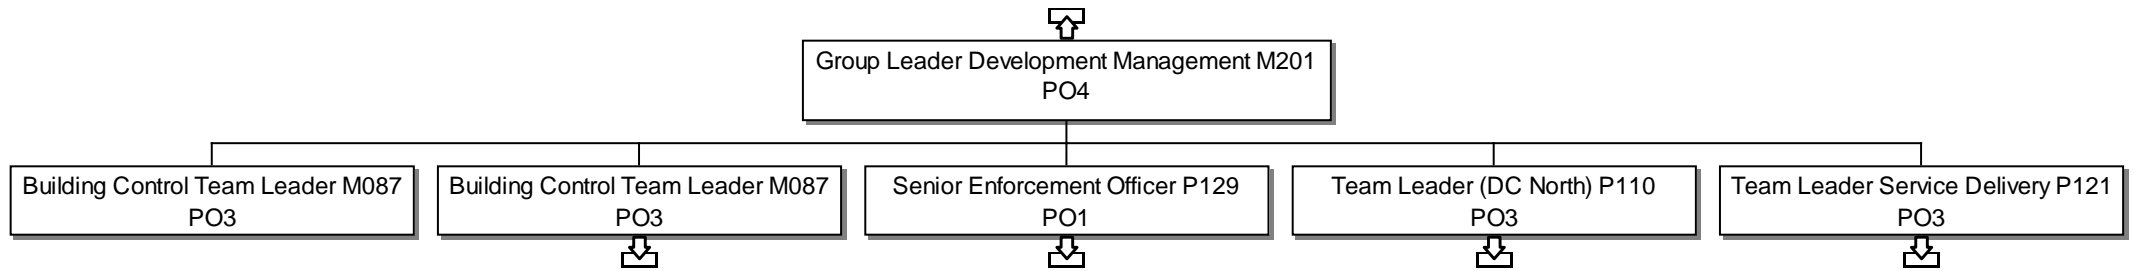 Group Leader Development Management M201
PO4
Building Control Team Leader M087
PO3
Building Control Team Leader M087
PO3
Senior Enforcement Officer P129
PO1
Team Leader (DC North) P110
PO3
Team Leader Service Delivery P121
PO3